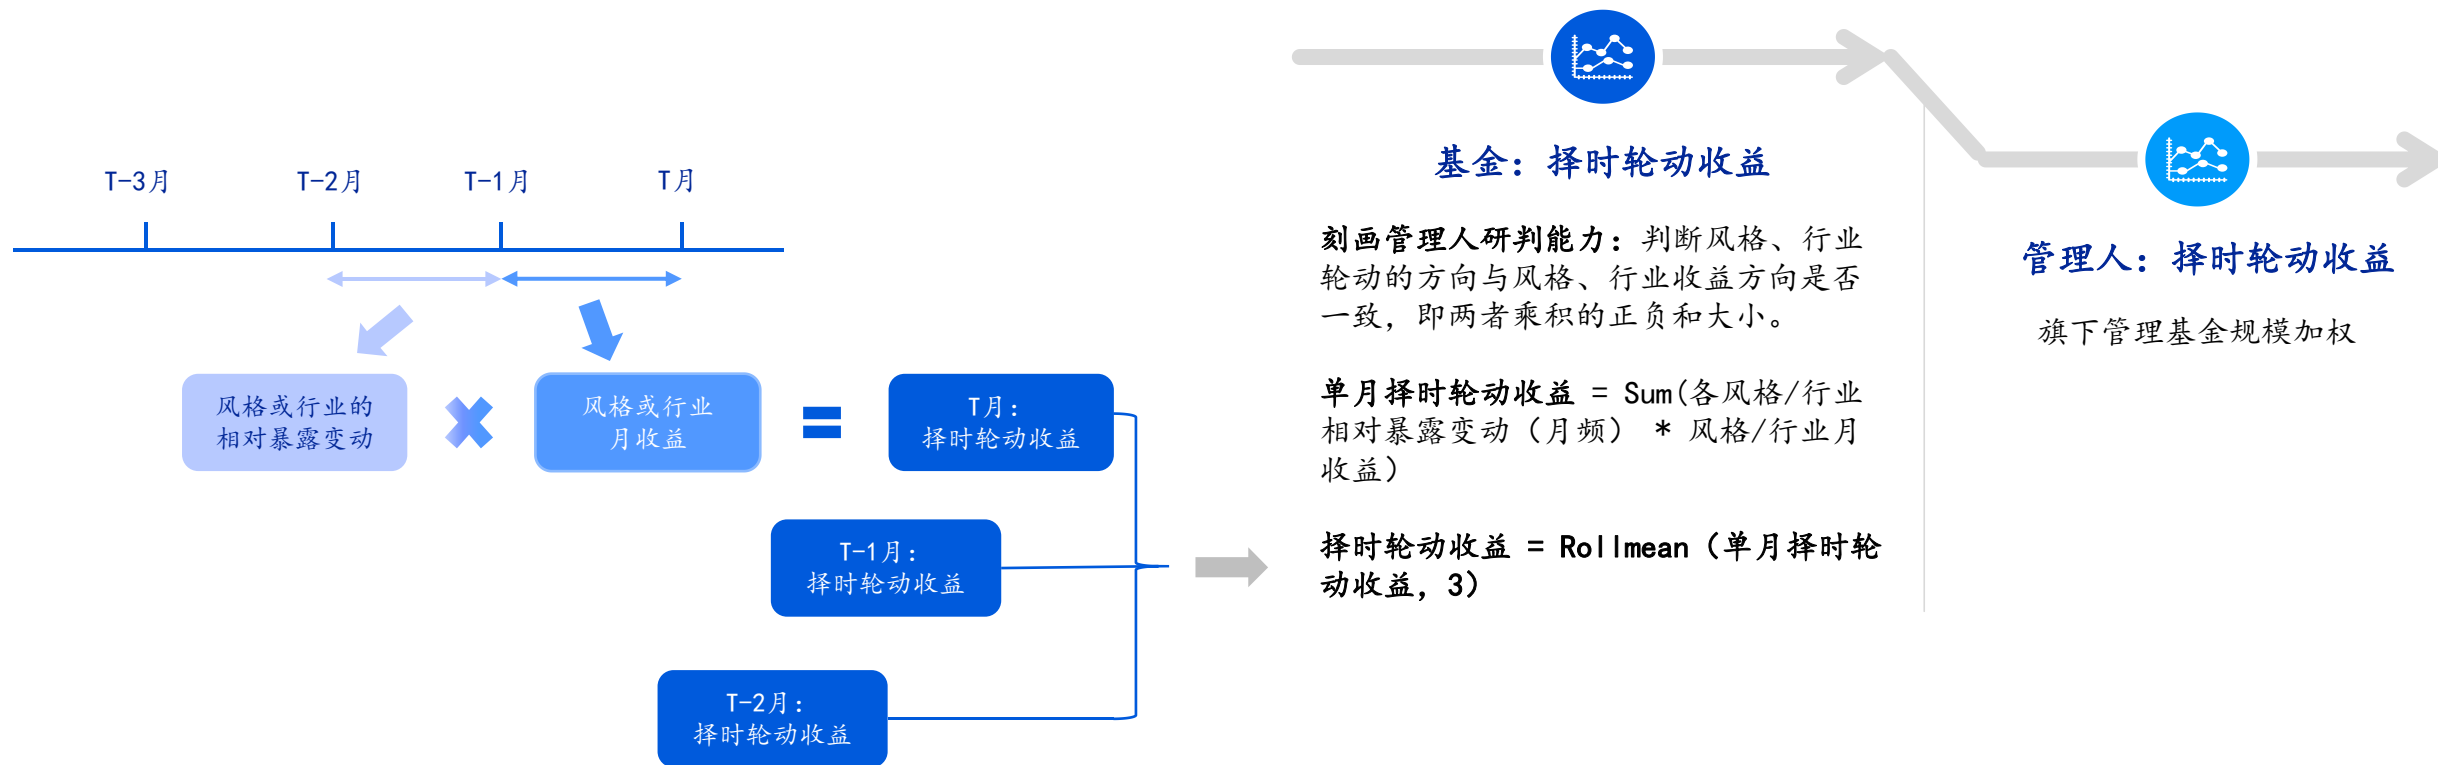 T-3月
T-2月
T-1月
T月
风格或行业的
相对暴露变动
风格或行业
月收益
T月：
择时轮动收益
T-1月：
择时轮动收益
T-2月：
择时轮动收益
基金：择时轮动收益
刻画管理人研判能力：判断风格、行业
轮动的方向与风格、行业收益方向是否
一致，即两者乘积的正负和大小。
单月择时轮动收益 = Sum(各风格/行业
相对暴露变动（月频） * 风格/行业月
收益)
择时轮动收益 = Rollmean（单月择时轮
动收益，3）
管理人：择时轮动收益
旗下管理基金规模加权